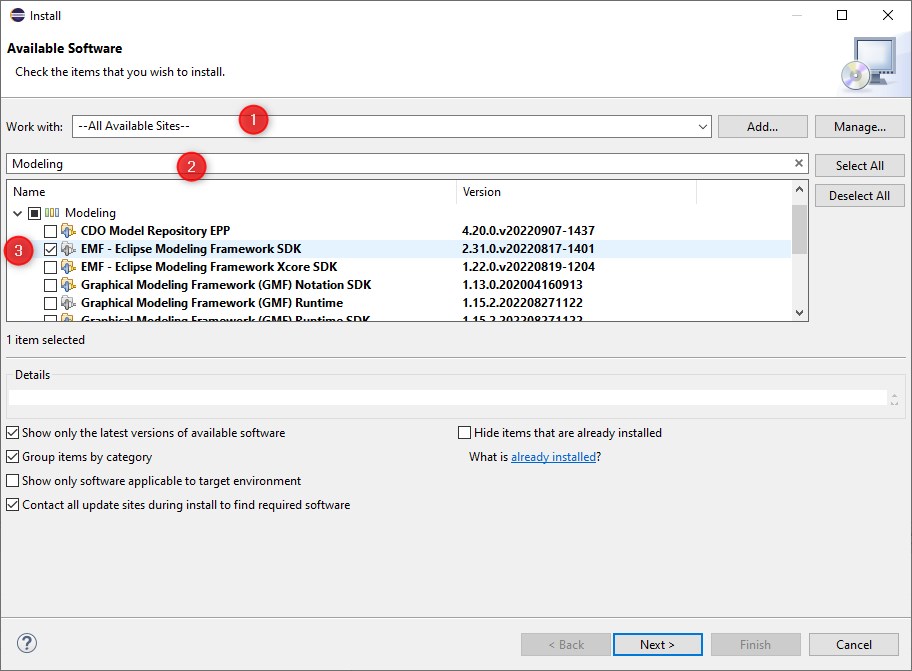 Install
Available Software
Check the items that you wish to install.
Work with: --All Available Sites-- 1 Add... Manage...
Modeling 2 Select All
Name Version Deselect All
Modeling
CDO Model Repository EPP 4.20.0.v20220907-1437
3 EMF - Eclipse Modeling Framework SDK 2.31.0.v20220817-1401
EMF - Eclipse Modeling Framework Xcore SDK 1.22.0.v20220819-1204
Graphical Modeling Framework (GMF) Notation SDK 1.13.0.202004160913
Graphical Modeling Framework (GMF) Runtime 1.15.2.202208271122
Graphical Modeling Framework (GMF) Runtime SDK 1.15.2.202208271122
1 item selected
Details
Show only the latest versions of available software Hide items that are already installed
Group items by category What is already installed?
Show only software applicable to target environment
Contact all update sites during install to find required software
? < Back Next > Finish Cancel